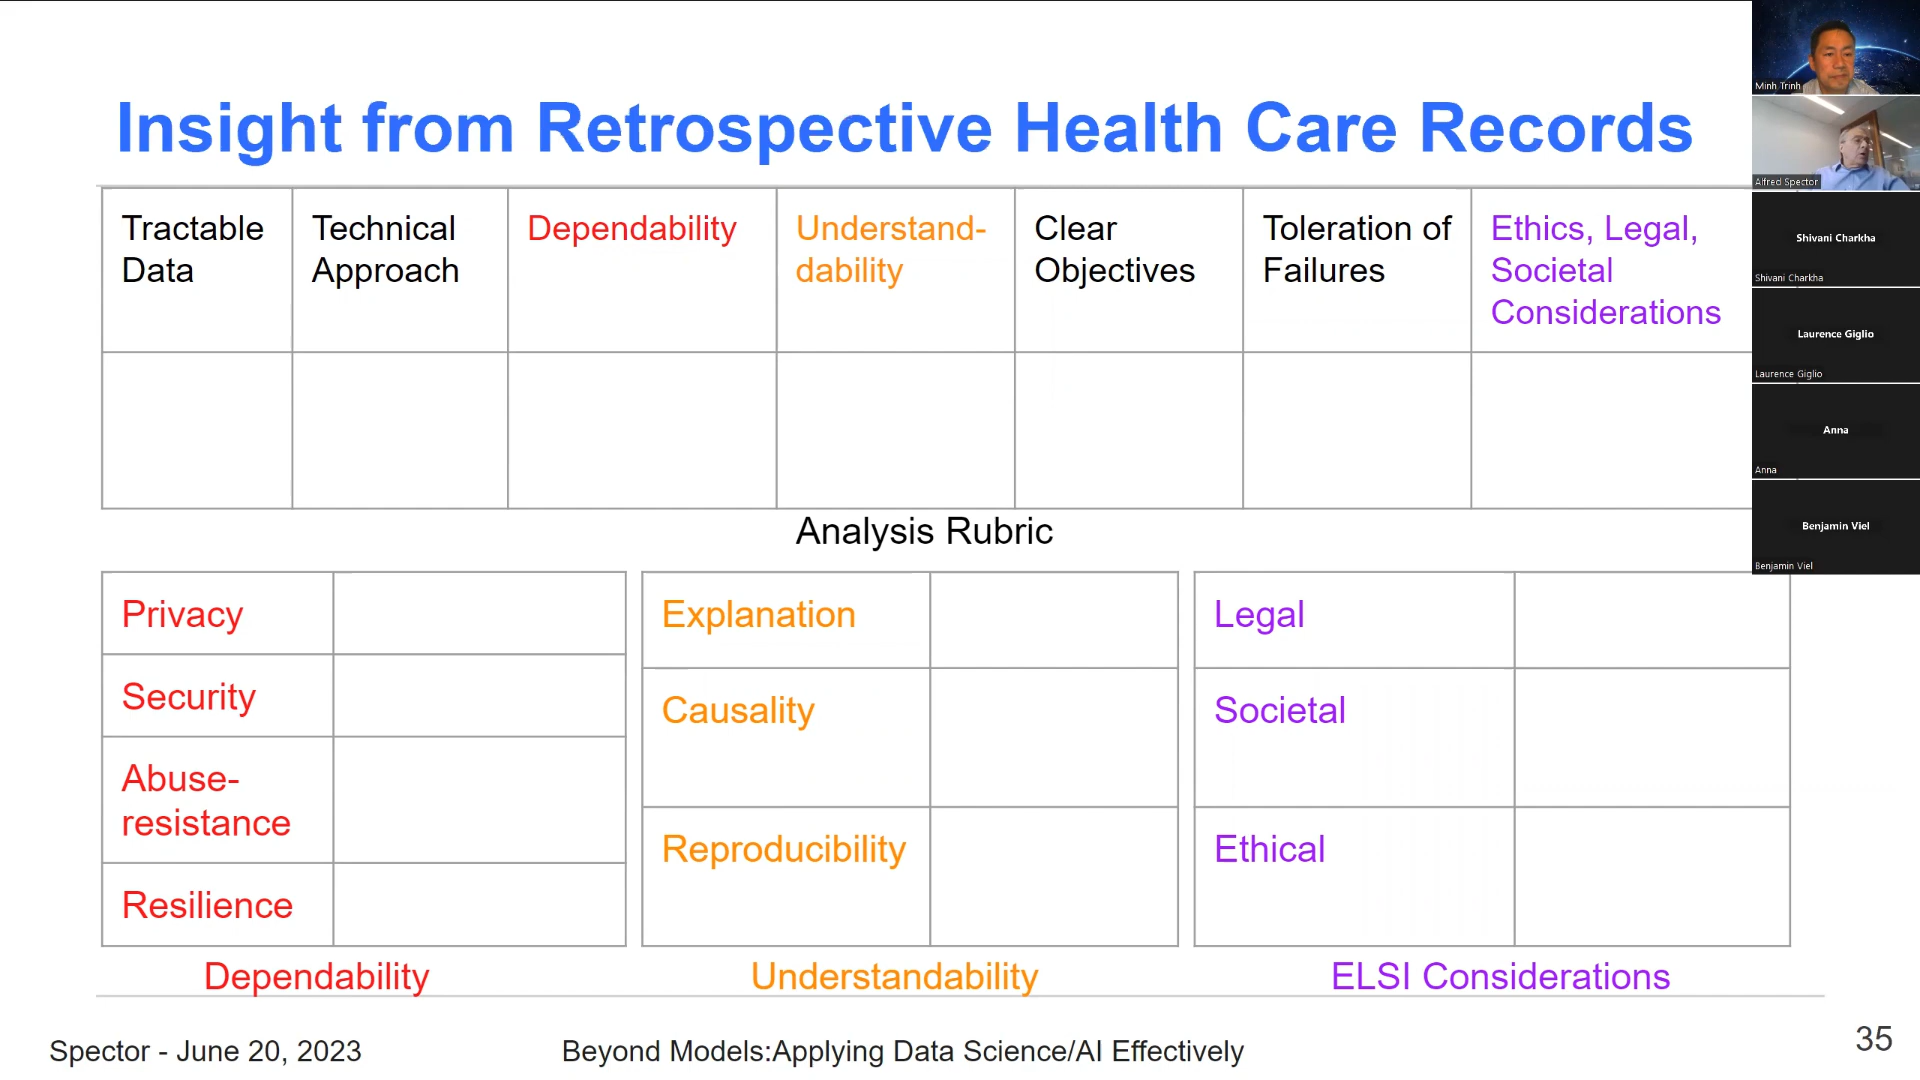 Insight from Retrospective Health Care Records
Tractable
Data
Technical
Approach
Dependability
Understand-
dability
Clear
Objectives
Toleration of
Failures
Ethics, Legal,
Societal
Considerations
Analysis Rubric
Privacy
Security
Abuse-
resistance
Resilience
Dependability
Explanation
Causality
Reproducibility
Understandability
Legal
Societal
Ethical
ELSI Considerations
Spector - June 20, 2023
Beyond Models:Applying Data Science/AI Effectively
35
Minh Trinh
Alfred Spector
Shivani Charkha
Shivani Charkha
Laurence Giglio
Laurence Giglio
Anna
Anna
Benjamin Viel
Benjamin Viel